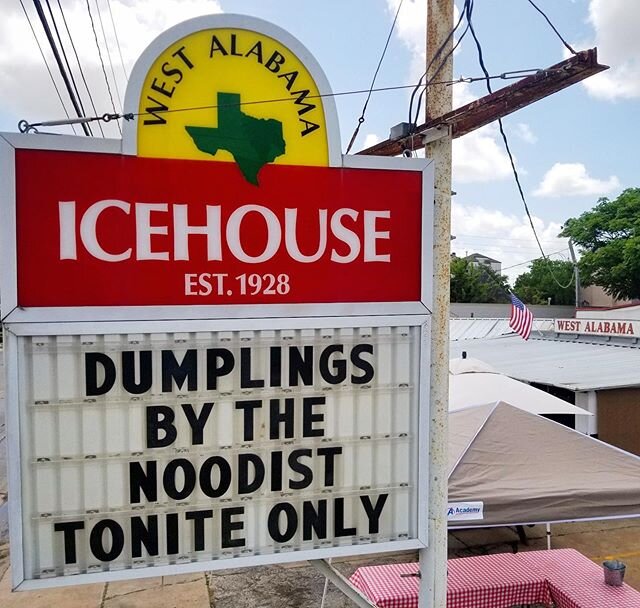 WEST ALABAMA
ICEHOUSE
EST. 1928
DUMPLINGS
BY THE
NOODIST
TONITE ONLY
WEST ALABAMA
Academy